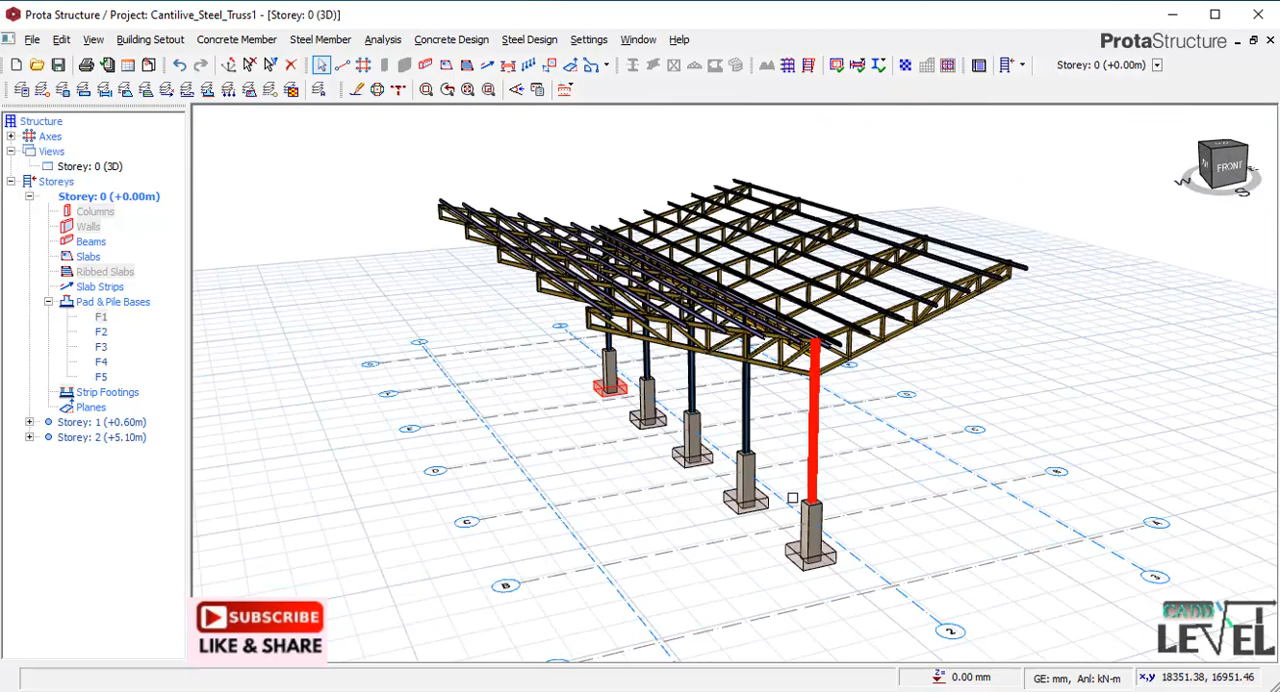 Prota Structure / Project: Cantilive_Steel_Truss1 - [Storey: 0 (3D)]
File Edit View Building Setout Concrete Member Steel Member Analysis Concrete Design Steel Design Settings Window Help
ProtaStructure
Storey: 0 (+0.00m)
Structure
Axes
Views
Storey: 0 (3D)
Storeys
Storey: 0 (+0.00m)
Columns
Walls
Beams
Slabs
Ribbed Slabs
Slab Strips
Pad & Pile Bases
F1
F2
F3
F4
F5
Strip Footings
Planes
Storey: 1 (+0.60m)
Storey: 2 (+5.10m)
FRONT
W
E
D
C
B
C
B
A
3
2
SUBSCRIBE
LIKE & SHARE
CADD
LEVEL
Z= 0.00 mm
GE: mm, Anl: kN-m
x,y 18351.38, 16951.46